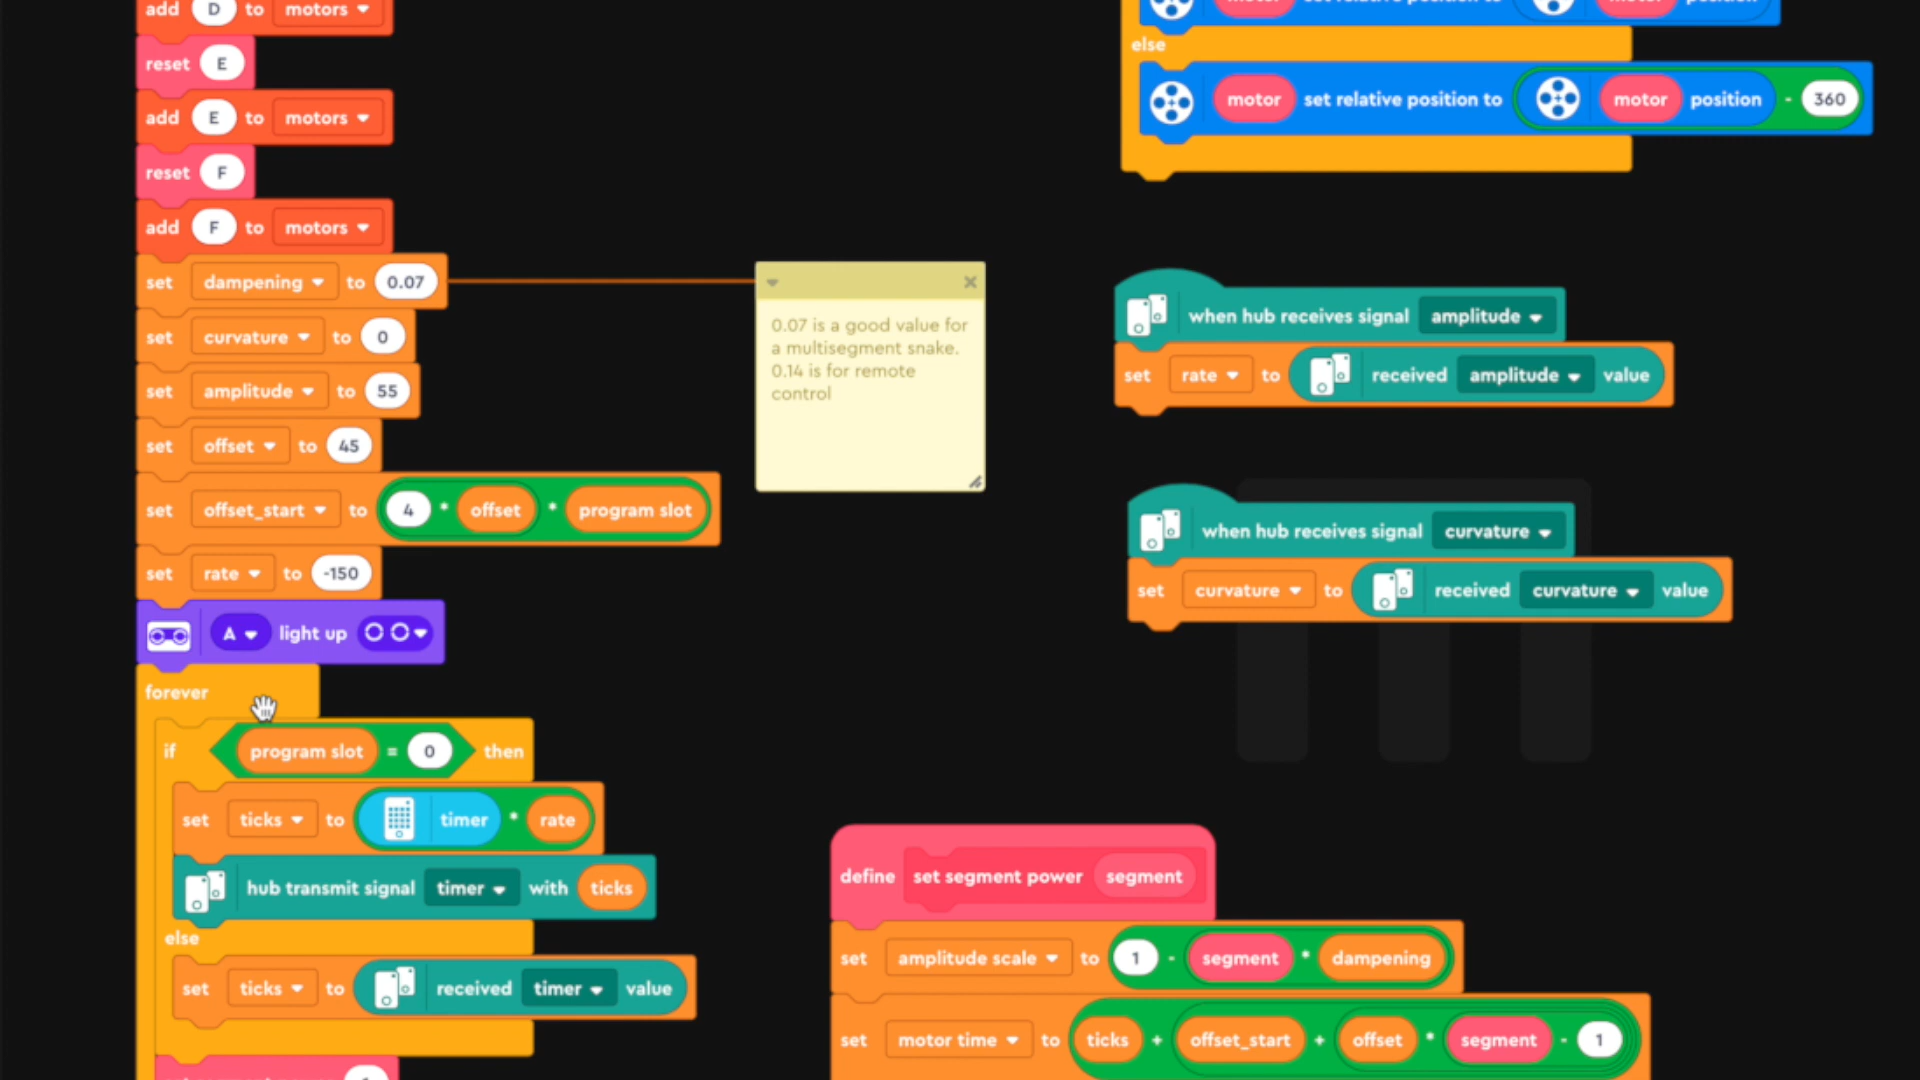 add D to motors
reset E
add E to motors
reset F
add F to motors
set dampening to 0.07
set curvature to 0
set amplitude to 55
set offset to 45
set offset_start to 4 * offset * program slot
set rate to -150
A light up
forever
if program slot = 0 then
set ticks to timer * rate
hub transmit signal timer with ticks
else
set ticks to received timer value
0.07 is a good value for
a multisegment snake.
0.14 is for remote
control
else
motor set relative position to motor position - 360
when hub receives signal amplitude
set rate to received amplitude value
when hub receives signal curvature
set curvature to received curvature value
define set segment power segment
set amplitude scale to 1 - segment * dampening
set motor time to ticks + offset_start + offset * segment - 1